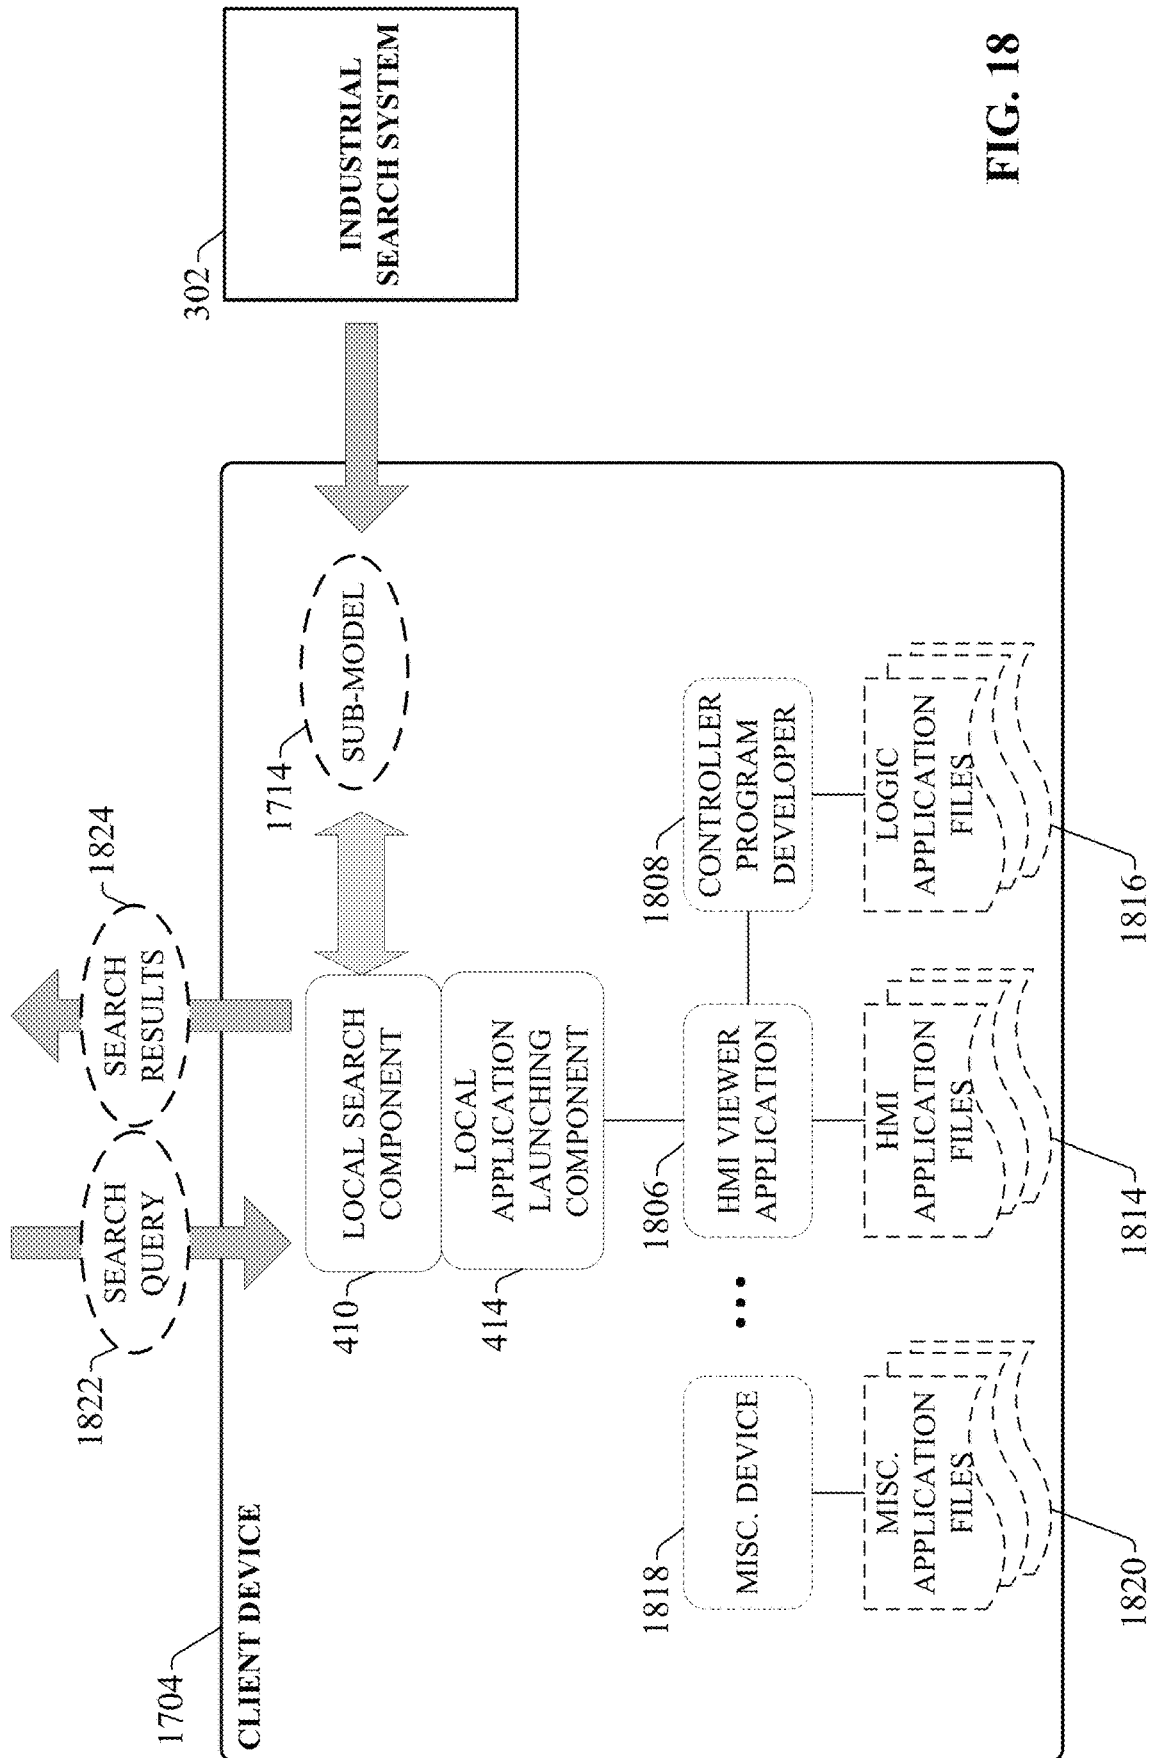 1822
SEARCH
QUERY
SEARCH
RESULTS
1824
1704
CLIENT DEVICE
410
LOCAL SEARCH
COMPONENT
1714
SUB-MODEL
302
INDUSTRIAL
SEARCH SYSTEM
414
LOCAL
APPLICATION
LAUNCHING
COMPONENT
1818
MISC. DEVICE
...
1806
HMI VIEWER
APPLICATION
1808
CONTROLLER
PROGRAM
DEVELOPER
MISC.
APPLICATION
FILES
HMI
APPLICATION
FILES
LOGIC
APPLICATION
FILES
1820
1814
1816
FIG. 18